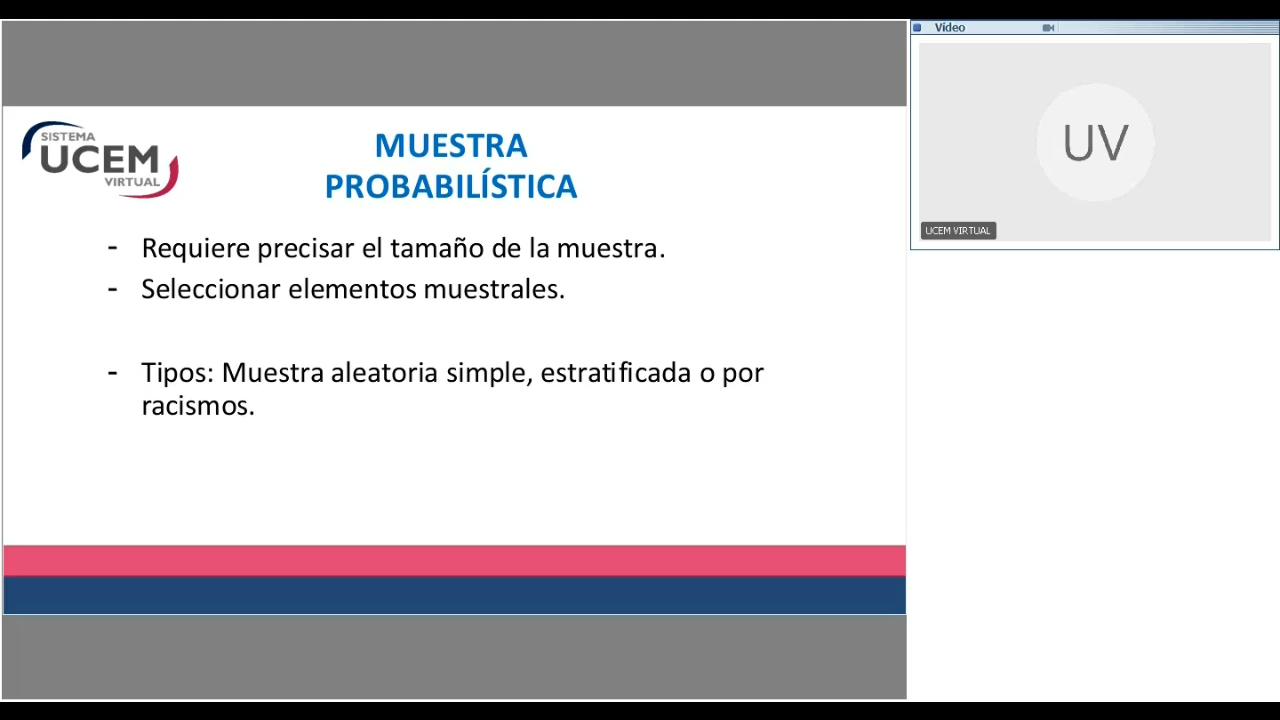 SISTEMA
UCEM
VIRTUAL
MUESTRA
PROBABILÍSTICA
- Requiere precisar el tamaño de la muestra.
- Seleccionar elementos muestrales.
- Tipos: Muestra aleatoria simple, estratificada o por
racismos.
Vídeo
UV
UCEM VIRTUAL